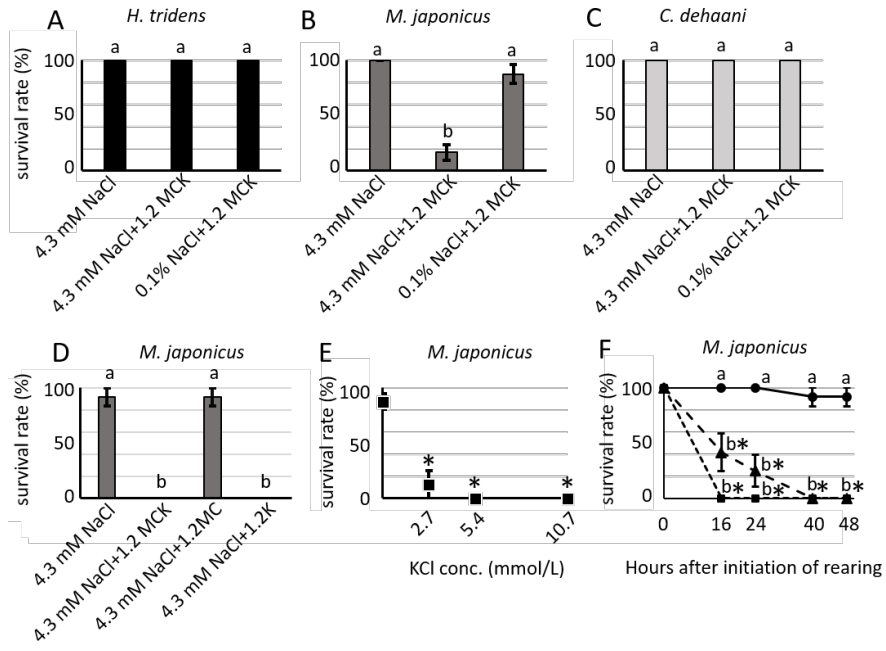 A H. tridens
B M. japonicus
C C. dehaani
survival rate (%)
100
50
0
a a a
4.3 mM NaCl
4.3 mM NaCl+1.2 MCK
0.1% NaCl+1.2 MCK
100
50
0
a b a
4.3 mM NaCl
4.3 mM NaCl+1.2 MCK
0.1% NaCl+1.2 MCK
100
50
0
a a a
4.3 mM NaCl
4.3 mM NaCl+1.2 MCK
0.1% NaCl+1.2 MCK
D M. japonicus
survival rate (%)
100
50
0
a b a b
4.3 mM NaCl
4.3 mM NaCl+1.2 MCK
4.3 mM NaCl+1.2MC
4.3 mM NaCl+1.2K
E M. japonicus
survival rate (%)
100
50
0
* * *
2.7 5.4 10.7
KCl conc. (mmol/L)
F M. japonicus
survival rate (%)
100
50
0
a a a a
b* b*
b* b* b* b*
0 16 24 40 48
Hours after initiation of rearing